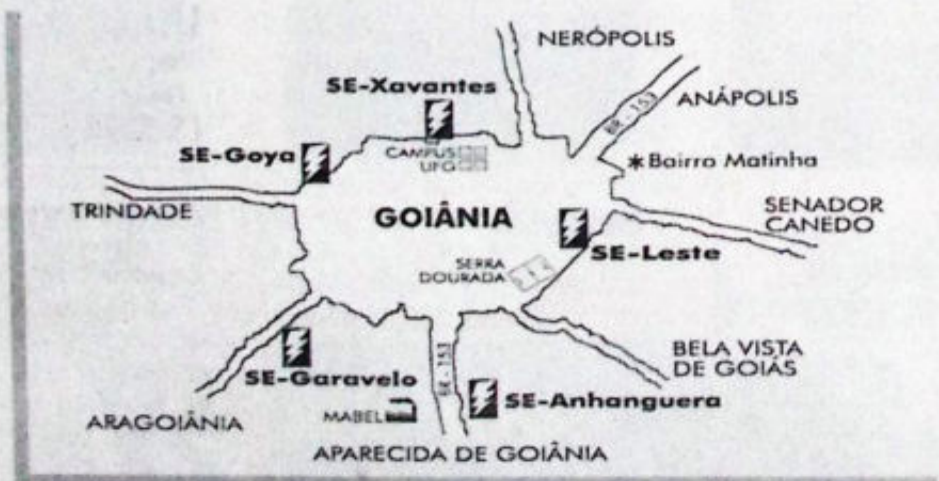 NERÓPOLIS
SE-Xavantes
BR-153
ANÁPOLIS
SE-Goya
CAMPUS
UFG
* Bairro Matinha
TRINDADE
GOIÂNIA
SENADOR
CANEDO
SE-Leste
SERRA
DOURADA
BELA VISTA
DE GOIÁS
SE-Garavelo
BR-153
SE-Anhanguera
ARAGOIÂNIA
MABEL
APARECIDA DE GOIÂNIA